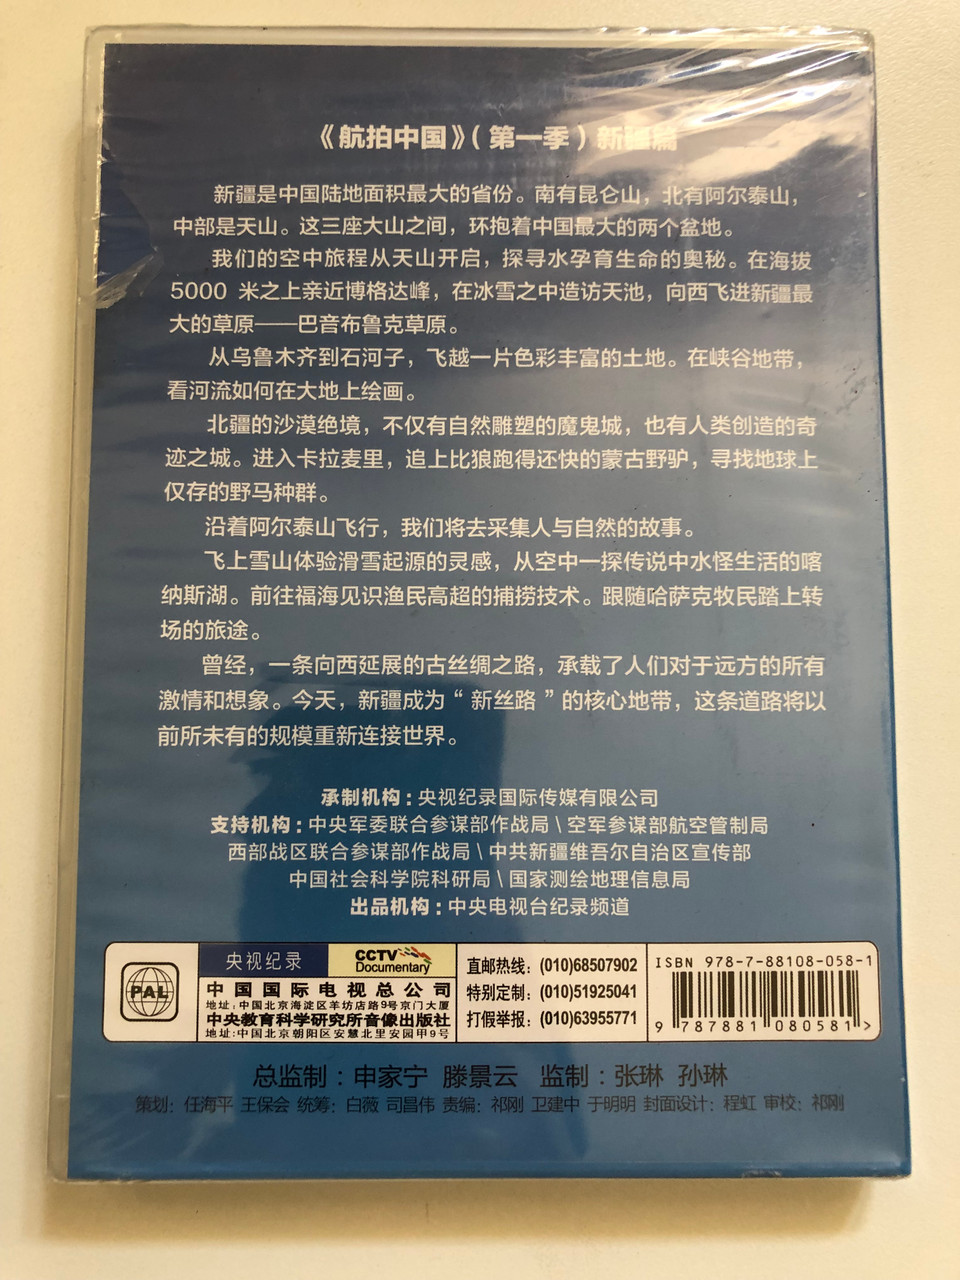 《航拍中国》（第一季）新疆篇
新疆是中国陆地面积最大的省份。南有昆仑山，北有阿尔泰山，
中部是天山。这三座大山之间，环抱着中国最大的两个盆地。
我们的空中旅程从天山开启，探寻水孕育生命的奥秘。在海拔
5000 米之上亲近博格达峰，在冰雪之中造访天池，向西飞进新疆最
大的草原——巴音布鲁克草原。
从乌鲁木齐到石河子，飞越一片色彩丰富的土地。在峡谷地带，
看河流如何在大地上绘画。
北疆的沙漠绝境，不仅有自然雕塑的魔鬼城，也有人类创造的奇
迹之城。进入卡拉麦里，追上比狼跑得还快的蒙古野驴，寻找地球上
仅存的野马种群。
沿着阿尔泰山飞行，我们将去采集人与自然的故事。
飞上雪山体验滑雪起源的灵感，从空中一探传说中水怪生活的喀
纳斯湖。前往福海见识渔民高超的捕捞技术。跟随哈萨克牧民踏上转
场的旅途。
曾经，一条向西延展的古丝绸之路，承载了人们对于远方的所有
激情和想象。今天，新疆成为“新丝路”的核心地带，这条道路将以
前所未有的规模重新连接世界。
承制机构：央视纪录国际传媒有限公司
支持机构：中央军委联合参谋部作战局\空军参谋部航空管制局
西部战区联合参谋部作战局\中共新疆维吾尔自治区宣传部
中国社会科学院科研局\国家测绘地理信息局
出品机构：中央电视台纪录频道
PAL
央视纪录
CCTV
Documentary
中国国际电视总公司
地址：中国北京海淀区羊坊店路9号京门大厦
中央教育科学研究所音像出版社
地址:中国北京朝阳区安慧北里安园甲9号
直邮热线：(010)68507902
特别定制：(010)51925041
打假举报：(010)63955771
ISBN 978-7-88108-058-1
9 787881 080581 >
总监制：申家宁 滕景云 监制：张琳 孙琳
策划：任海平 王保会 统筹：白薇 司昌伟 责编：祁刚 卫建中 于明明 封面设计：程虹 审校：祁刚